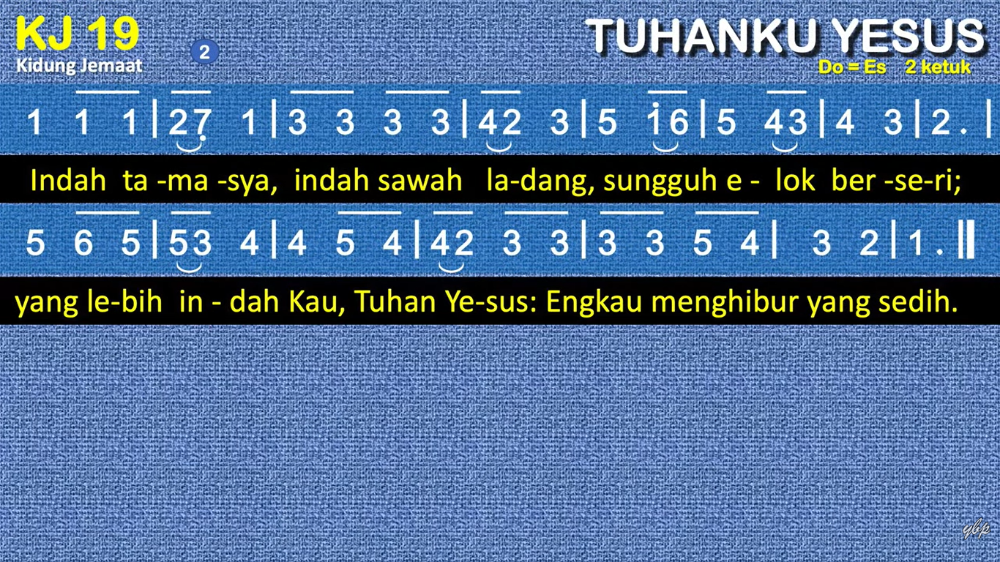 KJ 19
Kidung Jemaat
2
TUHANKU YESUS
Do = Es 2 ketuk
1 1 1 | 27̣ 1 | 3 3 3 3 | 42 3 | 5 1̇6 | 5 43 | 4 3 | 2 . |
Indah ta -ma -sya, indah sawah la-dang, sungguh e - lok ber -se-ri;
5 6 5 | 53 4 | 4 5 4 | 42 3 3 | 3 3 5 4 | 3 2 | 1 . ||
yang le-bih in - dah Kau, Tuhan Ye-sus: Engkau menghibur yang sedih.
ybp